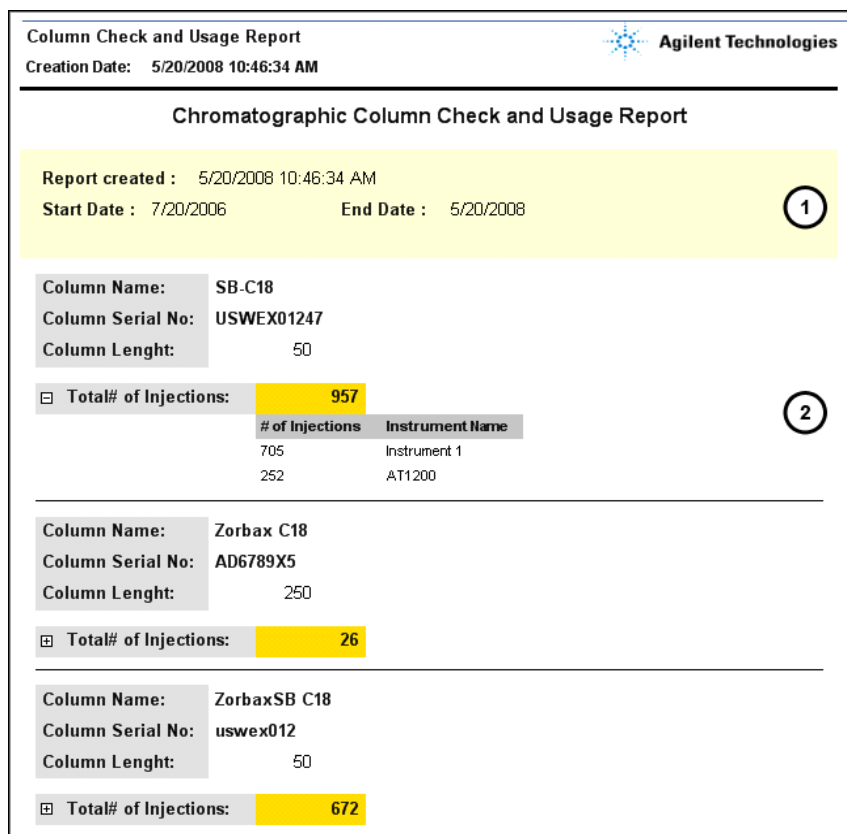 Column Check and Usage Report
Agilent Technologies
Creation Date: 5/20/2008 10:46:34 AM
Chromatographic Column Check and Usage Report
Report created : 5/20/2008 10:46:34 AM
Start Date : 7/20/2006 End Date : 5/20/2008
1
Column Name: SB-C18
Column Serial No: USWEX01247
Column Lenght: 50
Total# of Injections: 957
2
# of Injections Instrument Name
705 Instrument 1
252 AT1200
Column Name: Zorbax C18
Column Serial No: AD6789X5
Column Lenght: 250
Total# of Injections: 26
Column Name: ZorbaxSB C18
Column Serial No: uswex012
Column Lenght: 50
Total# of Injections: 672